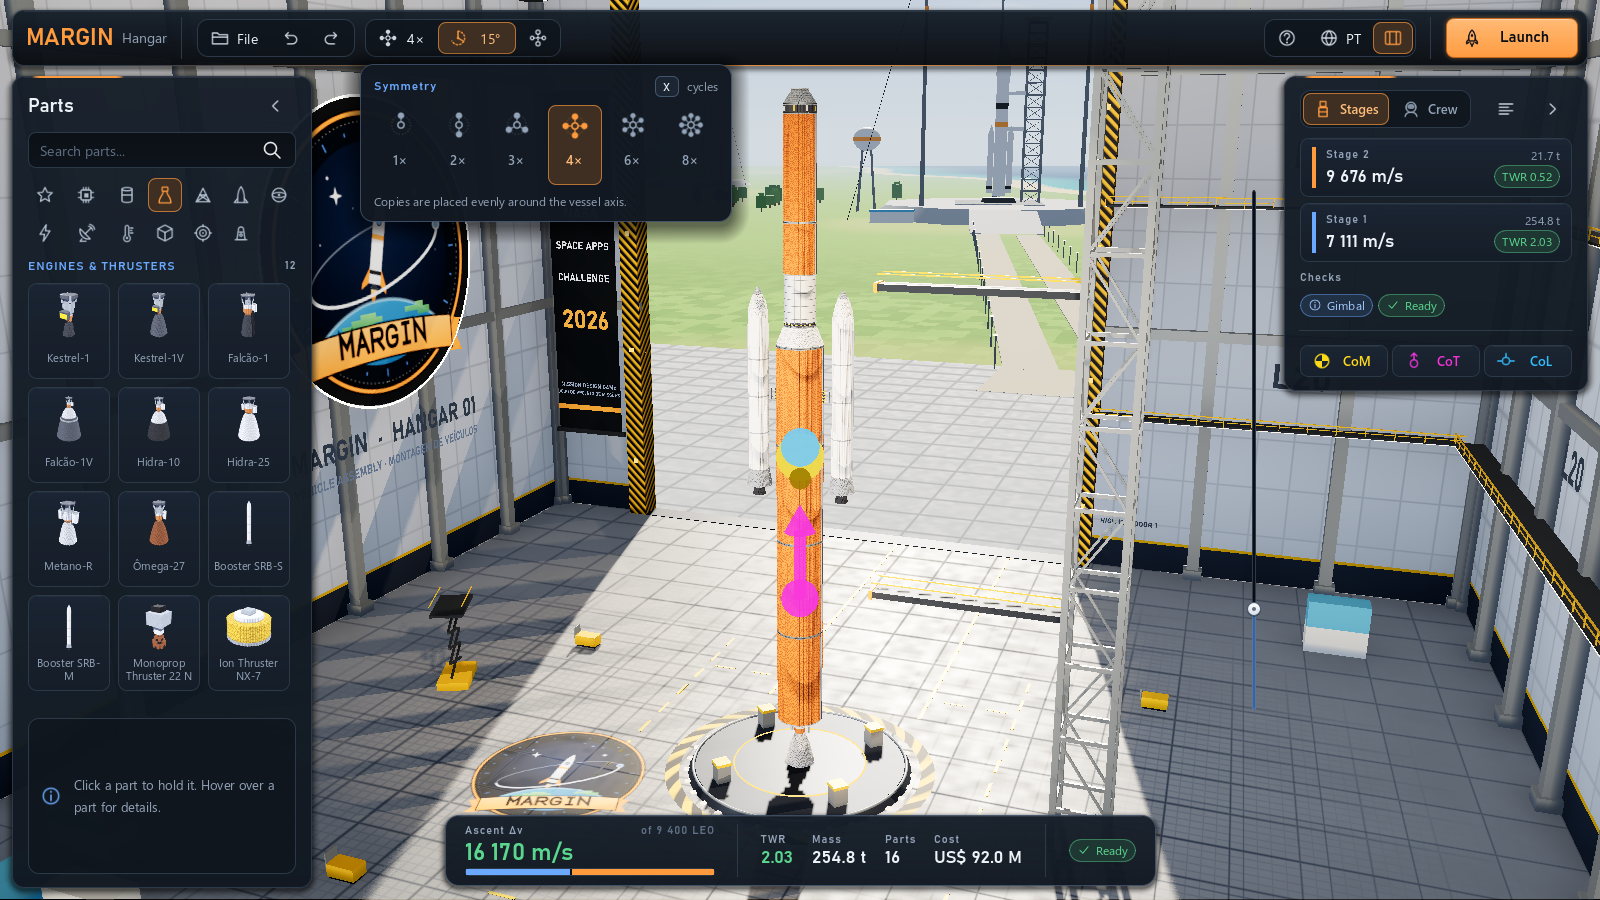 MARGIN Hangar
File
4×
15°
PT
Launch
Parts
Search parts...
ENGINES & THRUSTERS 12
Kestrel-1
Kestrel-1V
Falcão-1
Falcão-1V
Hidra-10
Hidra-25
Metano-R
Ômega-27
Booster SRB-S
Booster SRB-M
Monoprop Thruster 22 N
Ion Thruster NX-7
Click a part to hold it. Hover over a
part for details.
Symmetry X cycles
1× 2× 3× 4× 6× 8×
Copies are placed evenly around the vessel axis.
MARGIN
MARGIN - HANGAR 01
SPACE APPS
CHALLENGE
2026
MISSION DESIGN GAME
MARGIN
L20
Stages
Crew
Stage 2 21.7 t
9 676 m/s TWR 0.52
Stage 1 254.8 t
7 111 m/s TWR 2.03
Checks
Gimbal
Ready
CoM CoT CoL
Ascent Δv of 9 400 LEO
16 170 m/s
TWR Mass Parts Cost
2.03 254.8 t 16 US$ 92.0 M
Ready